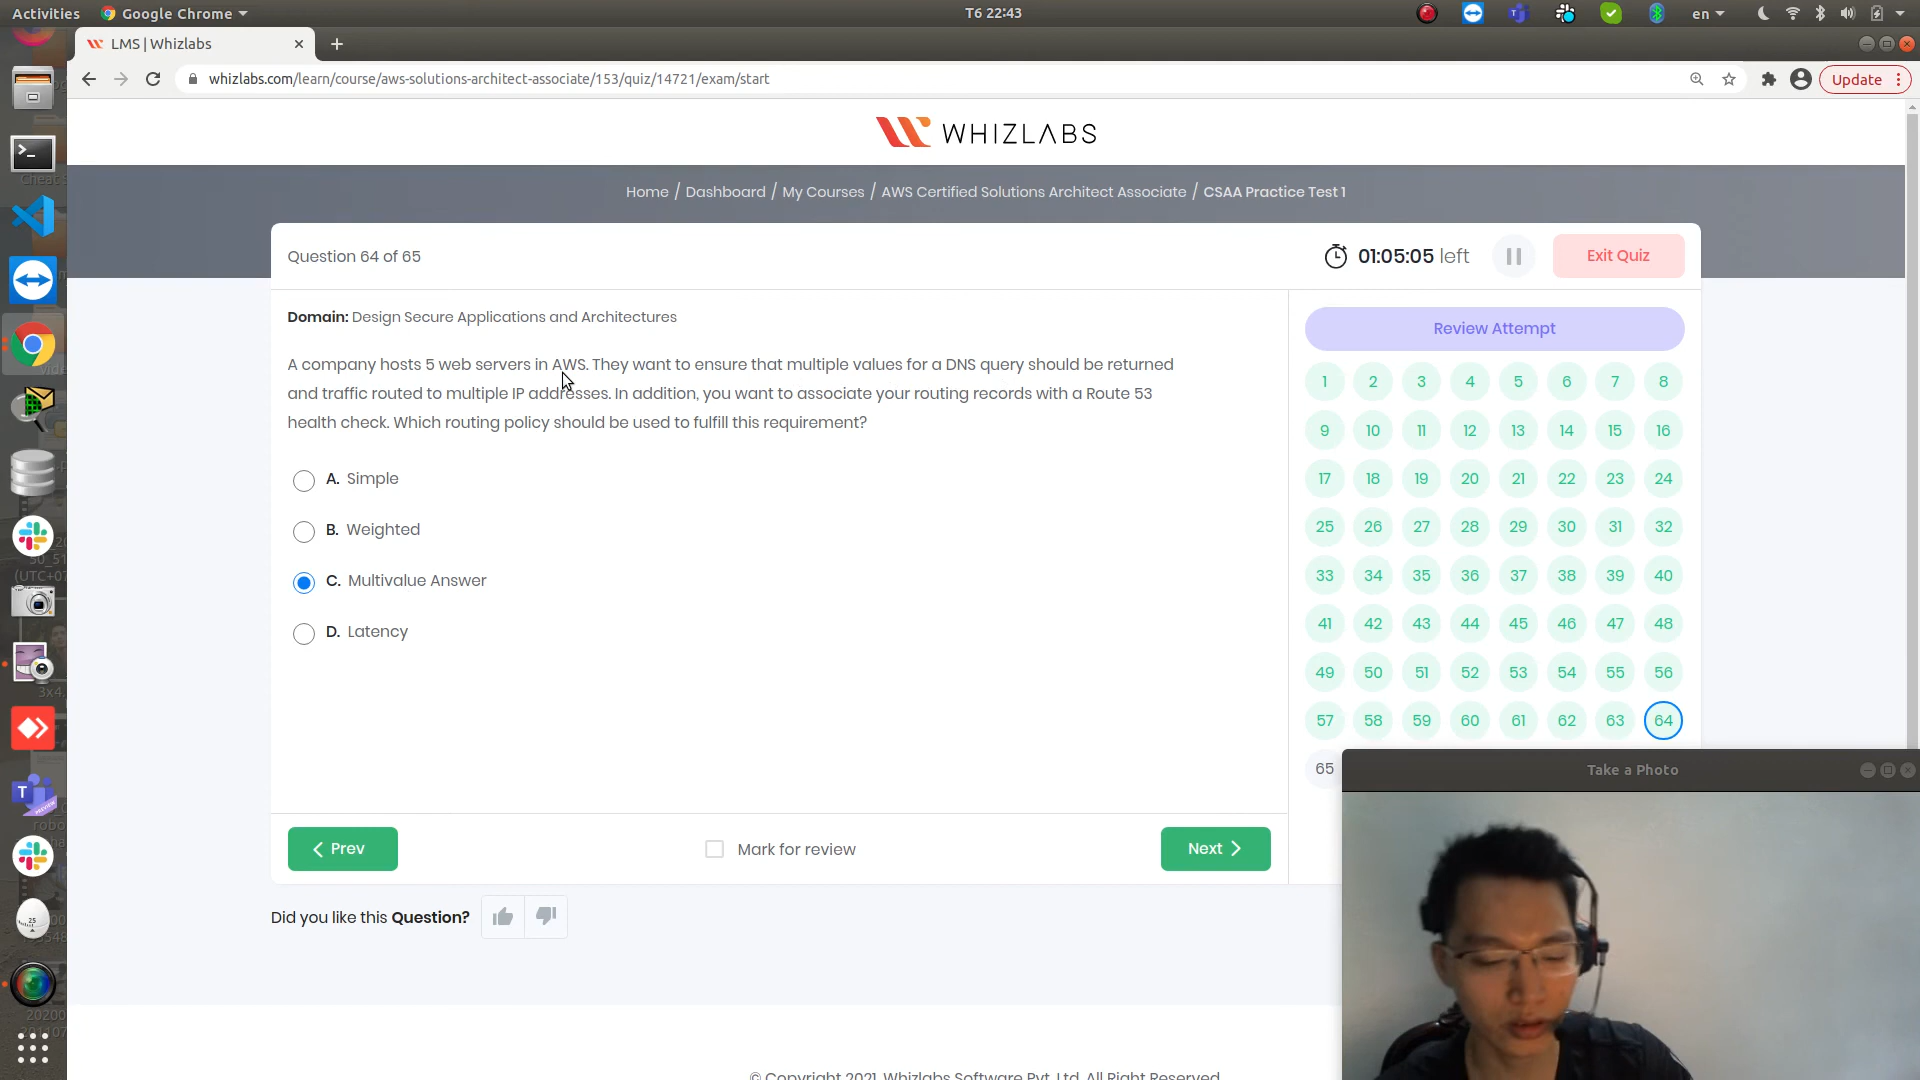 Activities
Google Chrome
T6 22:43
en
LMS | Whizlabs
whizlabs.com/learn/course/aws-solutions-architect-associate/153/quiz/14721/exam/start
Update
WHIZLABS
Home / Dashboard / My Courses / AWS Certified Solutions Architect Associate / CSAA Practice Test 1
Question 64 of 65
01:05:05 left
Exit Quiz
Domain: Design Secure Applications and Architectures
A company hosts 5 web servers in AWS. They want to ensure that multiple values for a DNS query should be returned
and traffic routed to multiple IP addresses. In addition, you want to associate your routing records with a Route 53
health check. Which routing policy should be used to fulfill this requirement?
A. Simple
B. Weighted
C. Multivalue Answer
D. Latency
Prev
Mark for review
Next
Did you like this Question?
Review Attempt
1 2 3 4 5 6 7 8
9 10 11 12 13 14 15 16
17 18 19 20 21 22 23 24
25 26 27 28 29 30 31 32
33 34 35 36 37 38 39 40
41 42 43 44 45 46 47 48
49 50 51 52 53 54 55 56
57 58 59 60 61 62 63 64
65
Take a Photo
© Copyright 2021. Whizlabs Software Pvt. Ltd. All Right Reserved